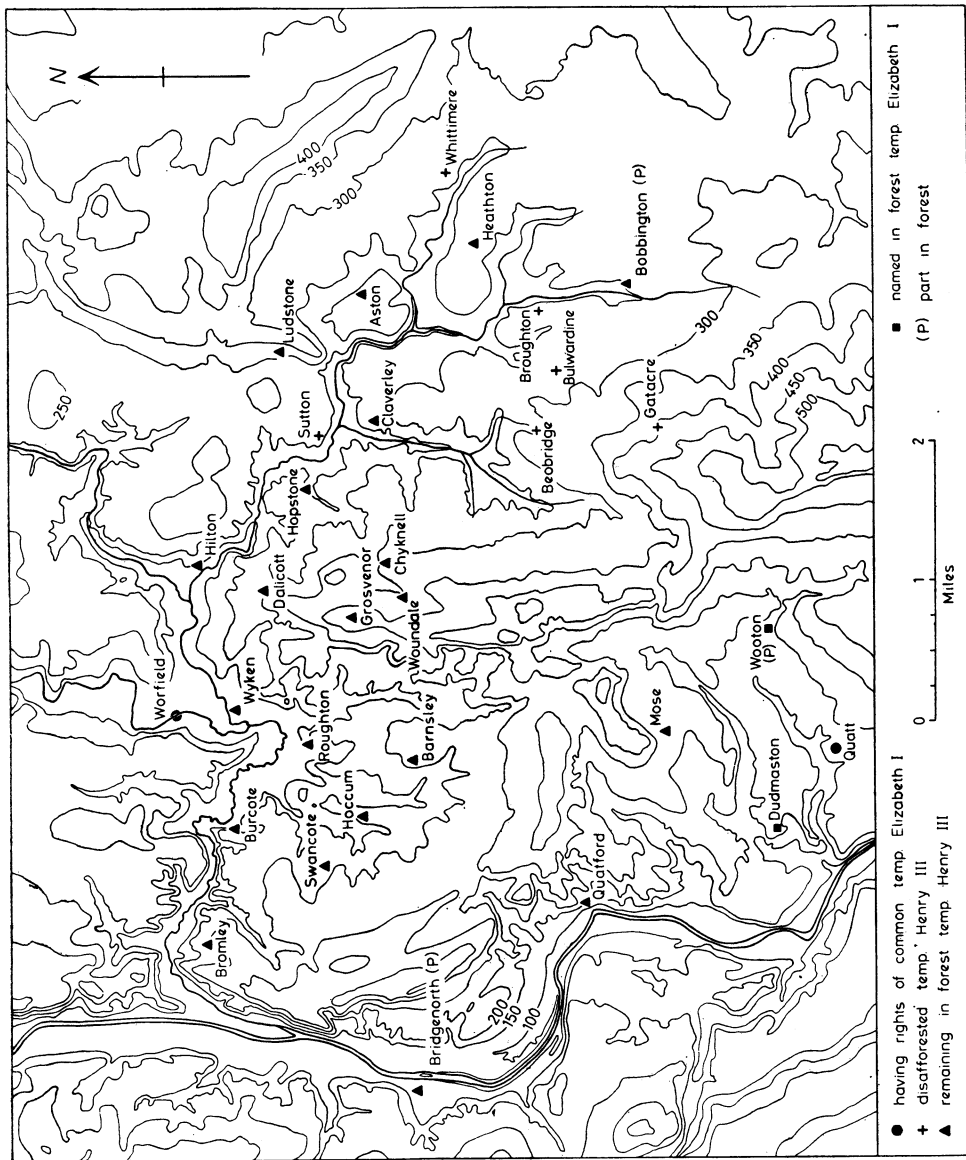 N
400
350
300
250
Whittimere
Heathton
Bobbington (P)
Ludstone
Aston
Broughton
Bulwardine
300
350
400
450
500
Sutton
Claverley
Gatacre
Beobridge
Hopstone
Hilton
Dalicott
Grosvenor
Chyknell
Woundale
Worfield
Wyken
Roughton
Barnsley
Mose
Wooton
(P)
Quatt
Dudmaston
Burcote
Swancote
Hoccum
Quatford
Bromley
Bridgenorth (P)
200
150
100
0 1 2
Miles
● having rights of common temp. Elizabeth I
+ disafforested temp. Henry III
▲ remaining in forest temp. Henry III
■ named in forest temp Elizabeth I
(P) part in forest